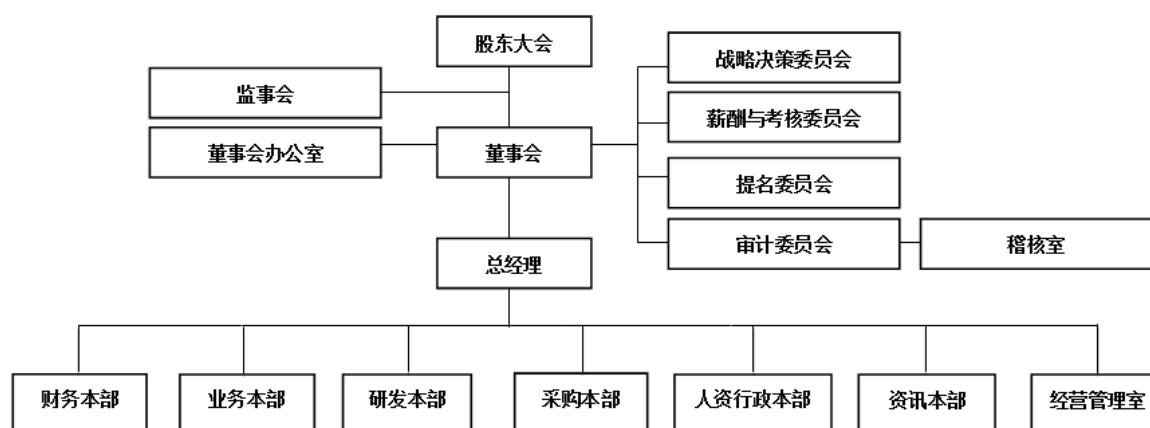 股东大会
战略决策委员会
监事会
薪酬与考核委员会
董事会办公室
董事会
提名委员会
审计委员会
稽核室
总经理
财务本部
业务本部
研发本部
采购本部
人资行政本部
资讯本部
经营管理室